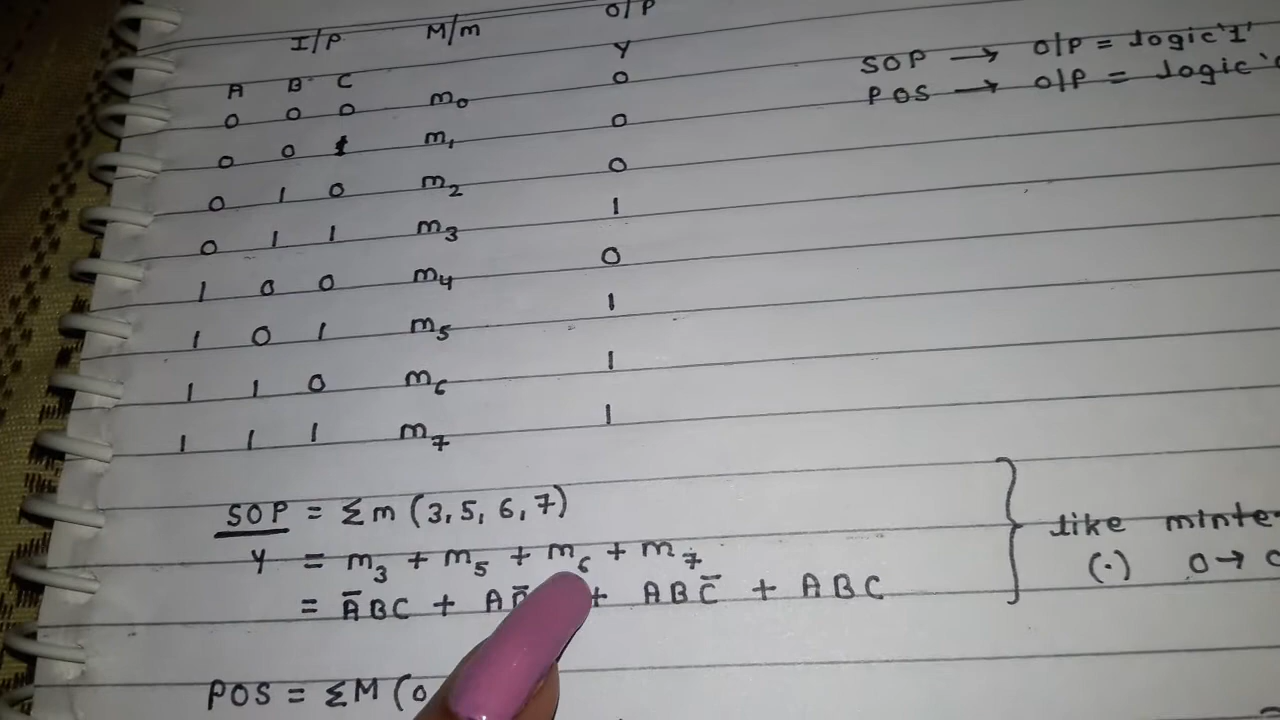 I/P M/m O/P
A B C Y
0 0 0 m0 0
0 0 1 m1 0
0 1 0 m2 0
0 1 1 m3 1
1 0 0 m4 0
1 0 1 m5 1
1 1 0 m6 1
1 1 1 m7 1
SOP → O/P = logic '1'
POS → O/P = logic '
SOP = Σm (3, 5, 6, 7)
Y = m3 + m5 + m6 + m7
= A̅BC + A + ABC̅ + ABC
like minte
(·) 0 →
POS = ΣM (0